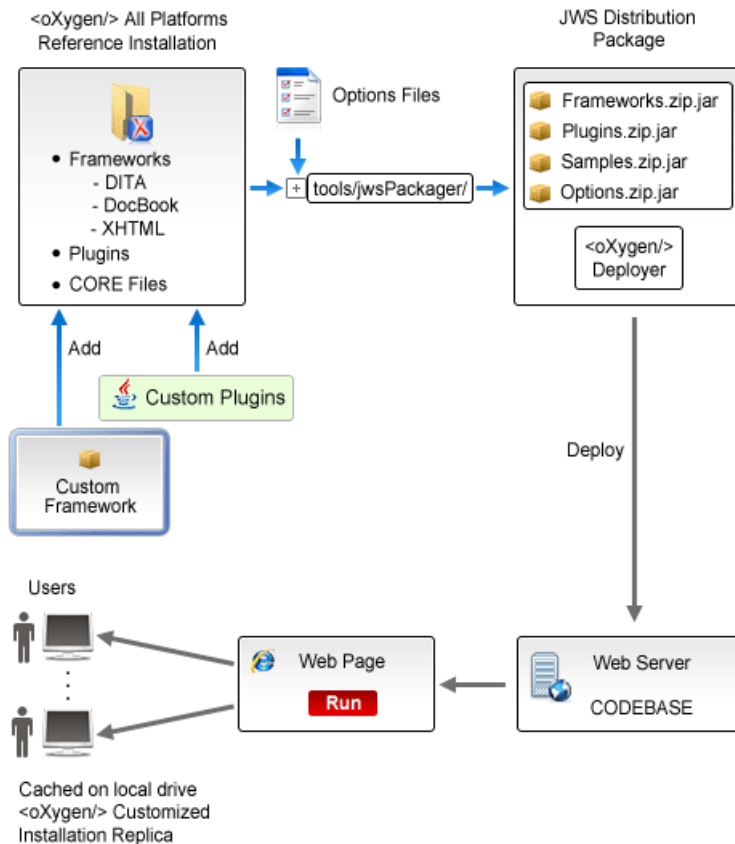 <oXygen/> All Platforms
Reference Installation
JWS Distribution
Package
Options Files
• Frameworks
- DITA
- DocBook
- XHTML
• Plugins
• CORE Files
+
tools/jwsPackager/
Frameworks.zip.jar
Plugins.zip.jar
Samples.zip.jar
Options.zip.jar
<oXygen/>
Deployer
Add
Add
Custom Plugins
Custom
Framework
Deploy
Users
Web Page
Run
Web Server
CODEBASE
Cached on local drive
<oXygen/> Customized
Installation Replica